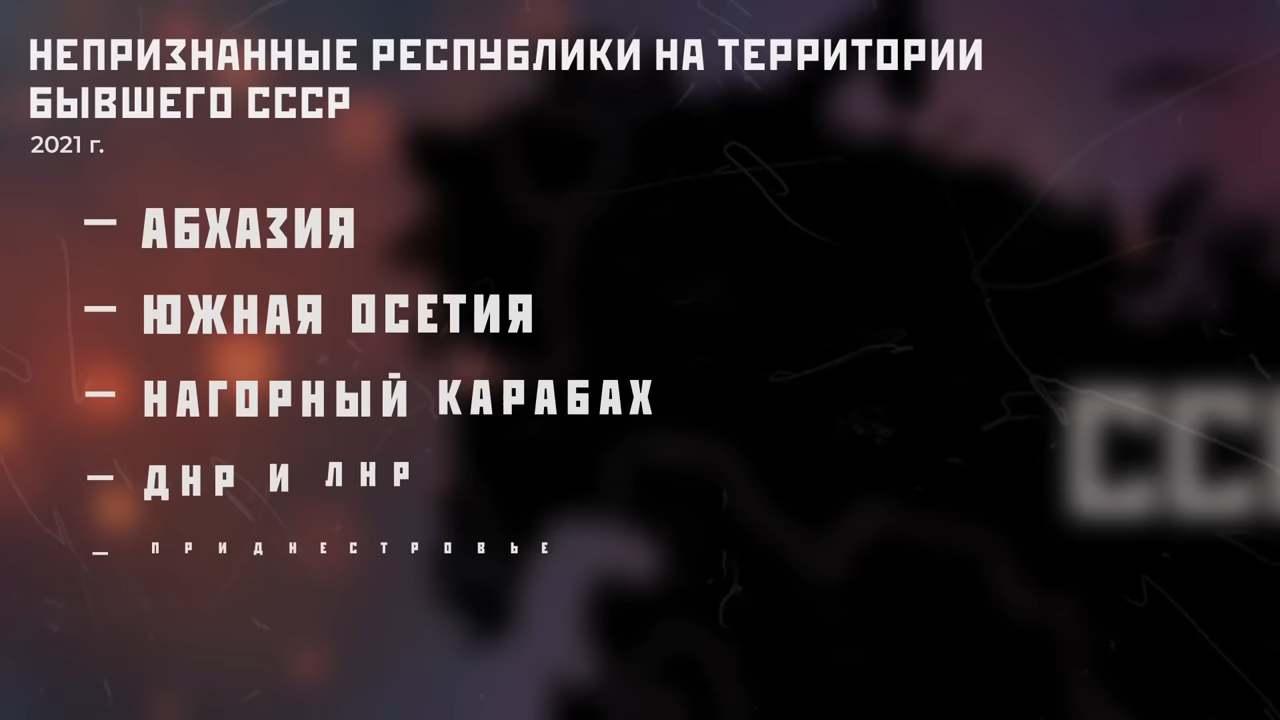 НЕПРИЗНАННЫЕ РЕСПУБЛИКИ НА ТЕРРИТОРИИ
БЫВШЕГО СССР
2021 г.
— АБХАЗИЯ
— ЮЖНАЯ ОСЕТИЯ
— НАГОРНЫЙ КАРАБАХ
— ДНР И ЛНР
— ПРИДНЕСТРОВЬЕ